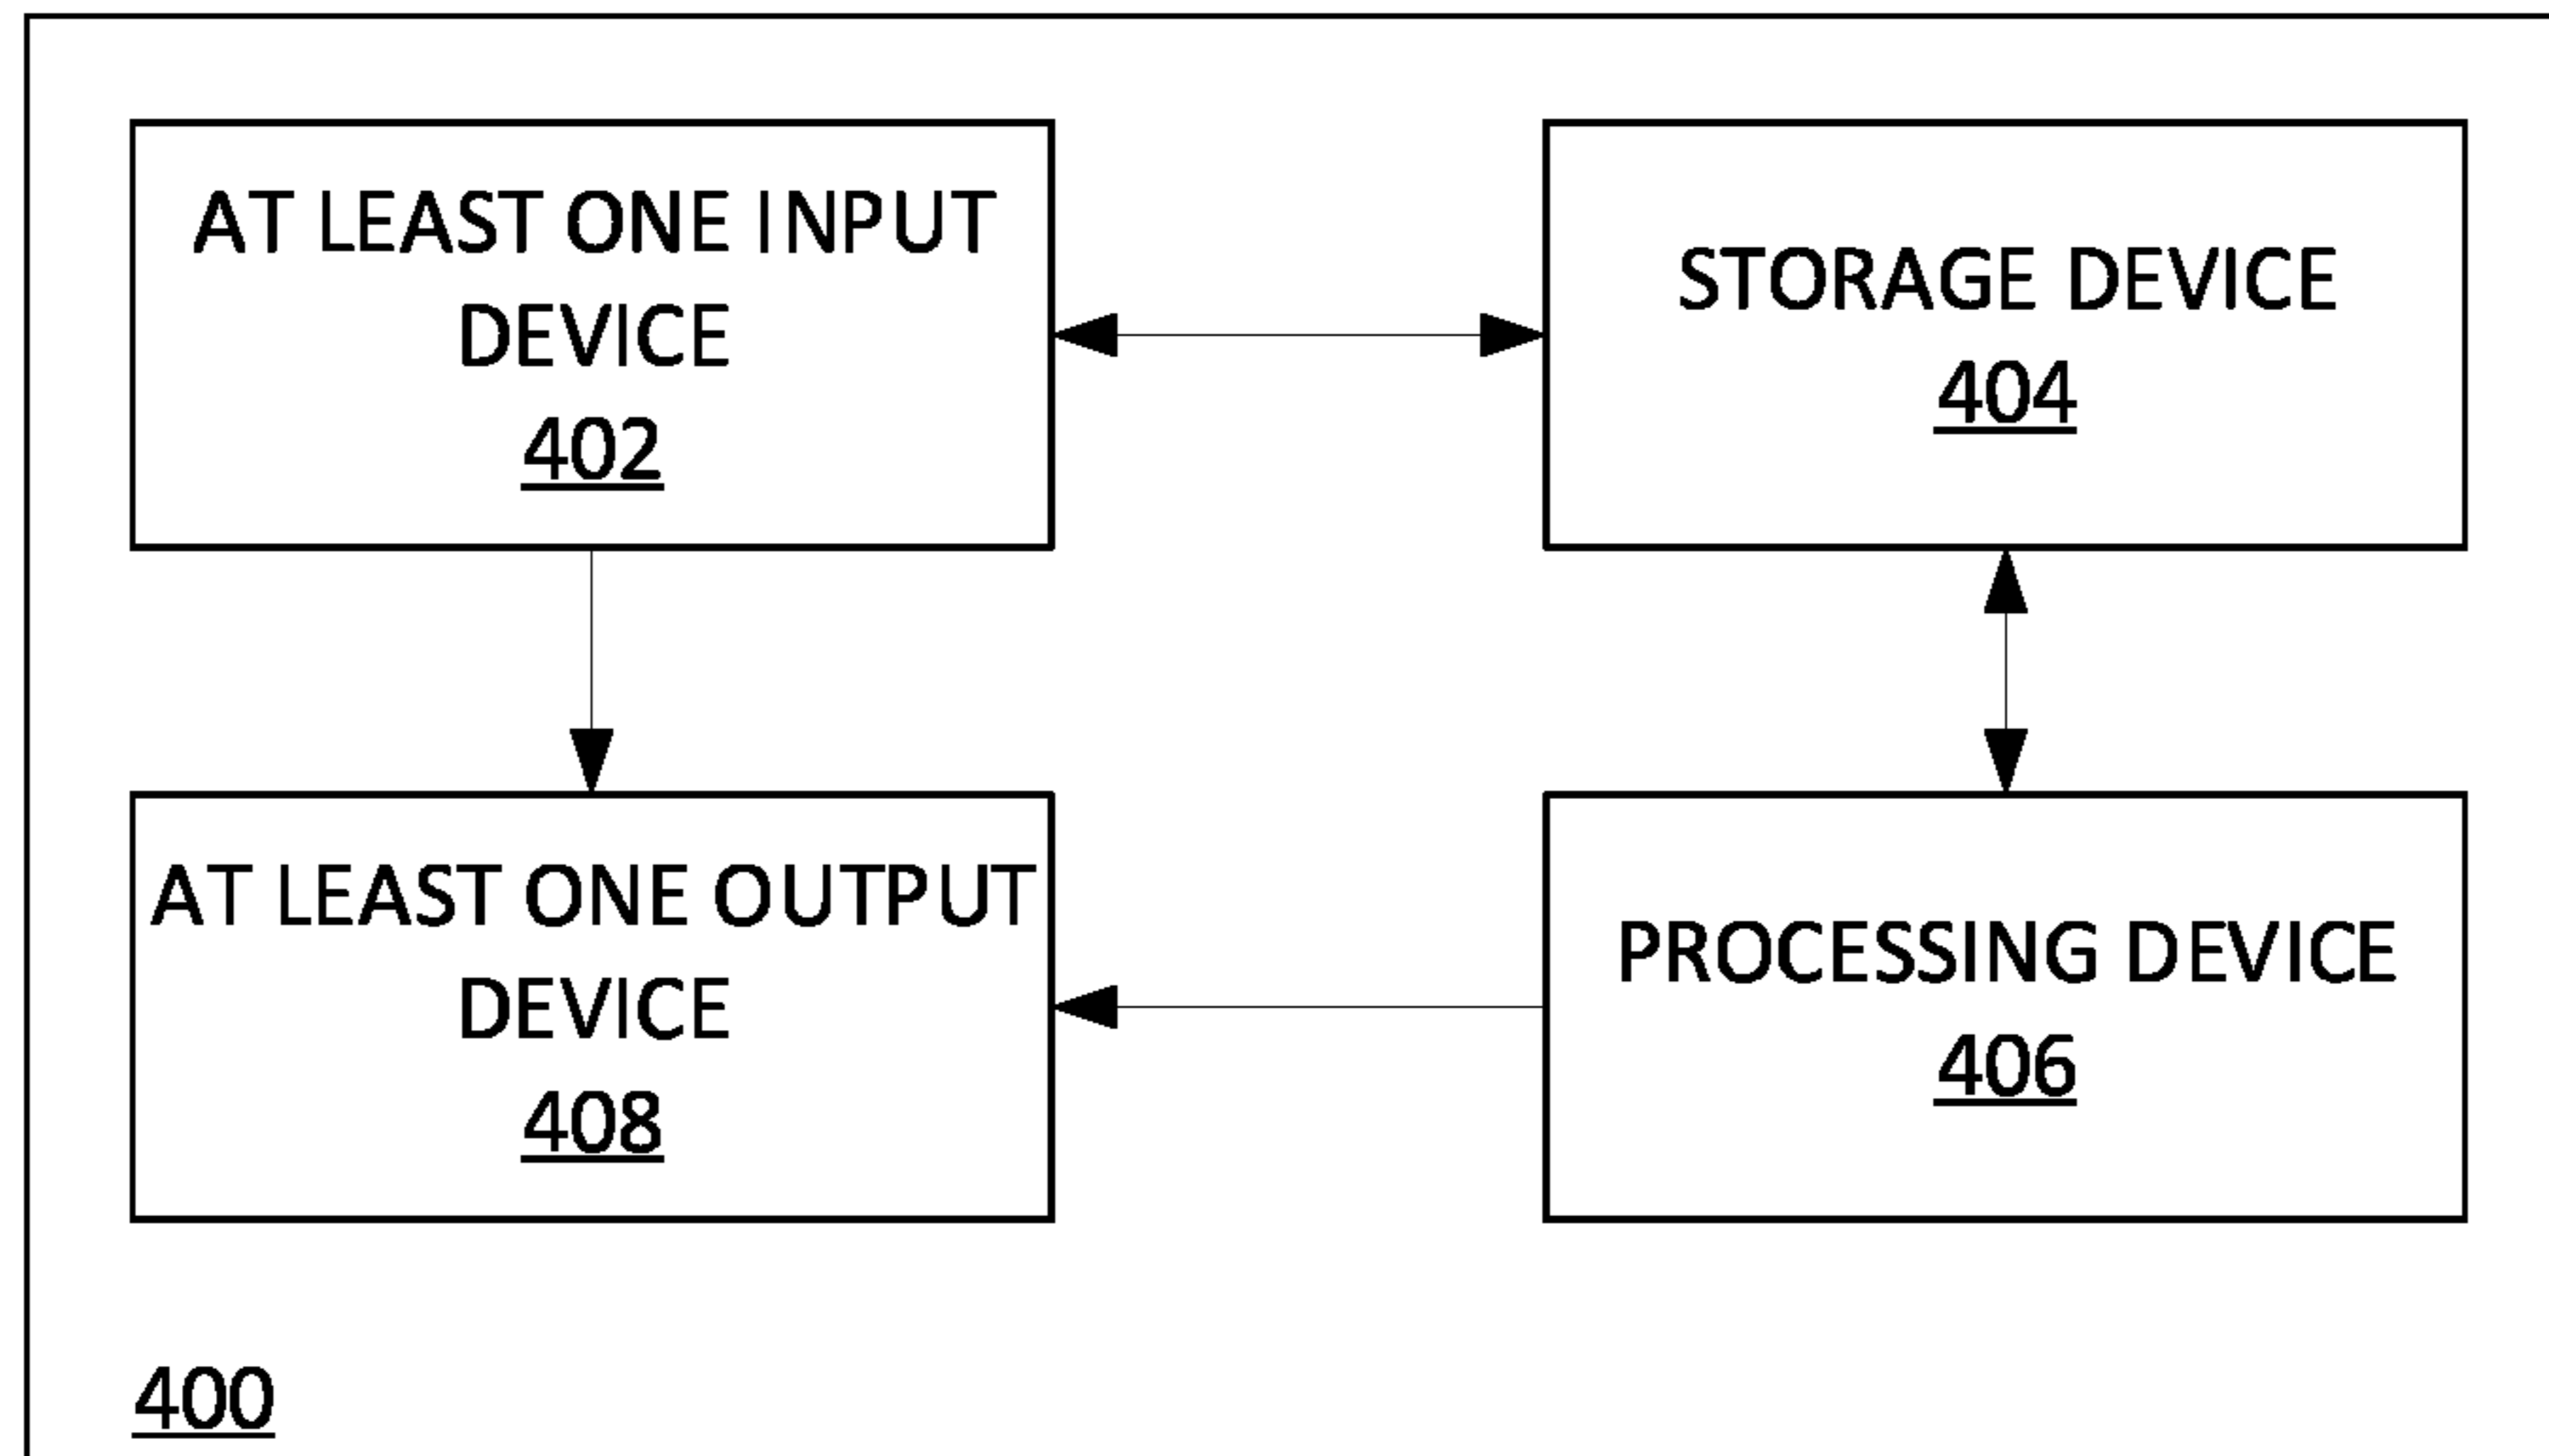 AT LEAST ONE INPUT
DEVICE
402
STORAGE DEVICE
404
AT LEAST ONE OUTPUT
DEVICE
408
PROCESSING DEVICE
406
400